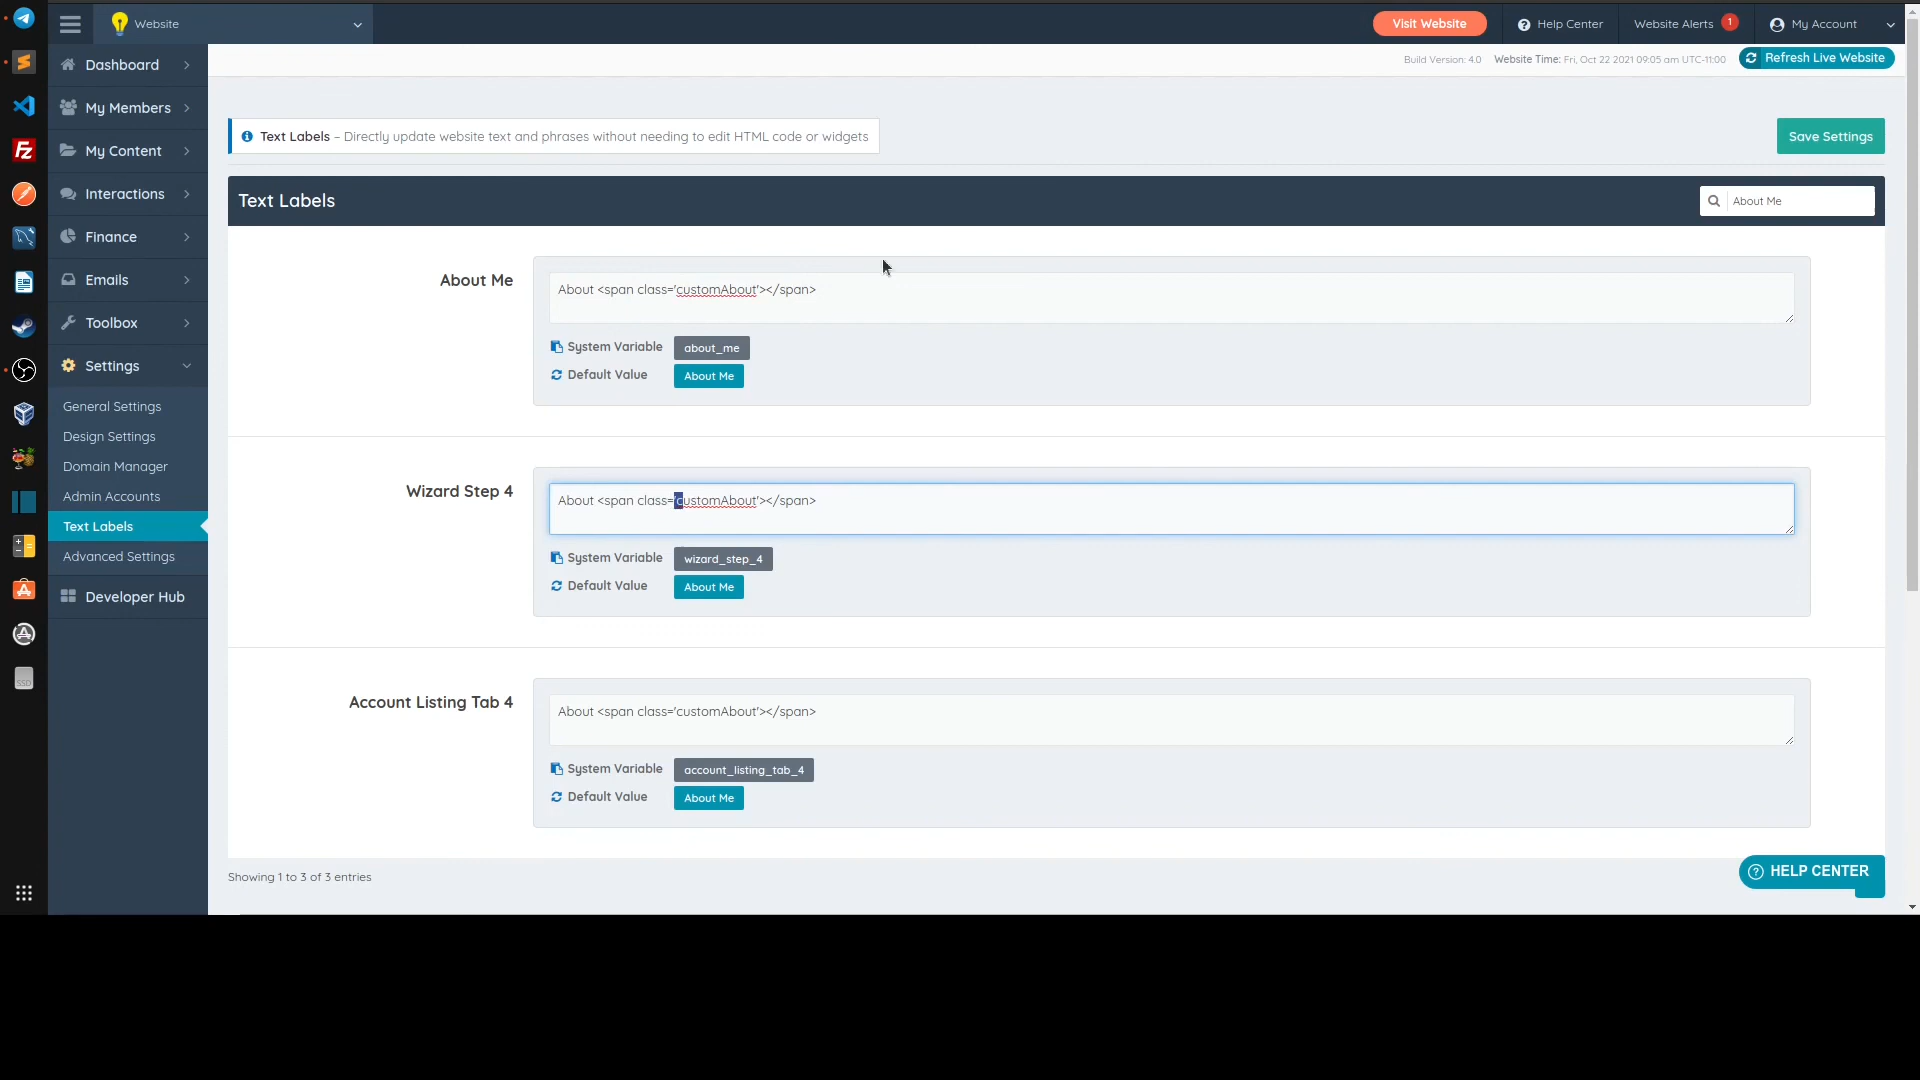 Website
Visit Website
Help Center
Website Alerts 1
My Account
Build Version: 4.0
Website Time: Fri, Oct 22 2021 09:05 am UTC-11:00
Refresh Live Website
Dashboard
My Members
My Content
Interactions
Finance
Emails
Toolbox
Settings
General Settings
Design Settings
Domain Manager
Admin Accounts
Text Labels
Advanced Settings
Developer Hub
Text Labels – Directly update website text and phrases without needing to edit HTML code or widgets
Save Settings
Text Labels
About Me
About Me
About <span class='customAbout'></span>
System Variable about_me
Default Value About Me
Wizard Step 4
About <span class='customAbout'></span>
System Variable wizard_step_4
Default Value About Me
Account Listing Tab 4
About <span class='customAbout'></span>
System Variable account_listing_tab_4
Default Value About Me
Showing 1 to 3 of 3 entries
HELP CENTER
Fz
SSD